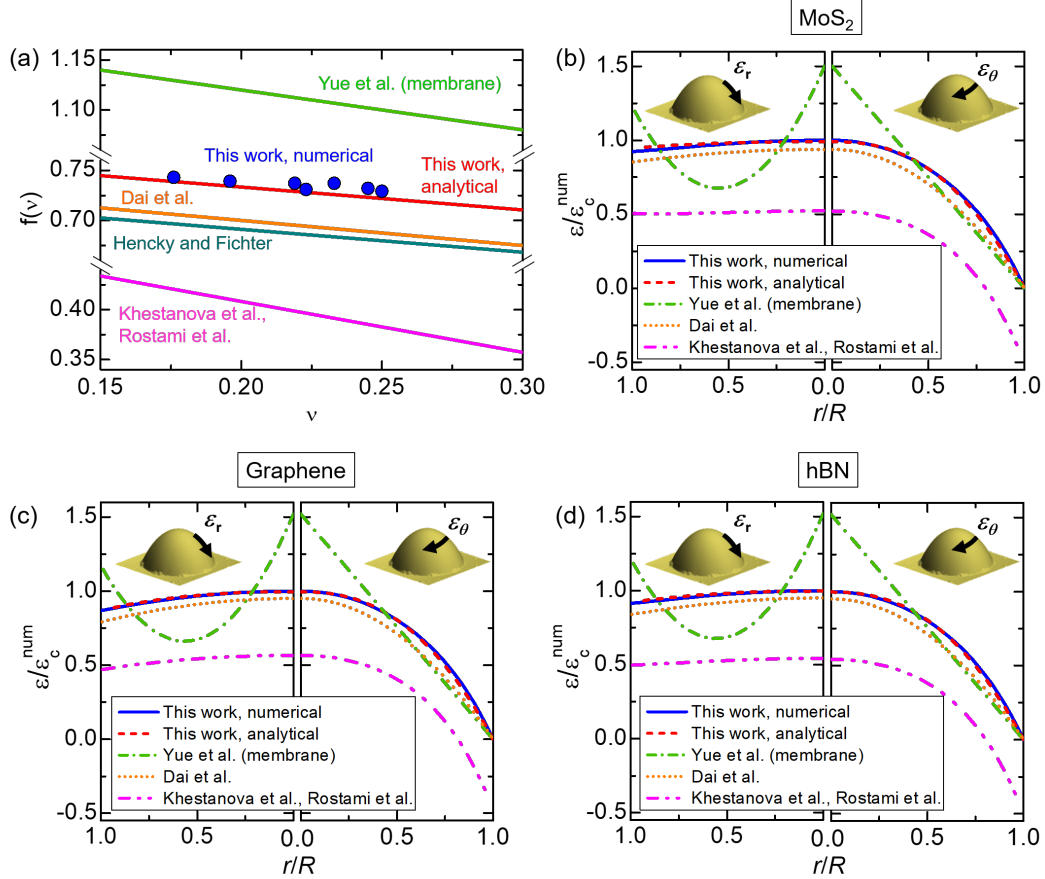 MoS2
(a)
1.15
1.10
0.75
0.70
0.40
0.35
f(ν)
Yue et al. (membrane)
This work, numerical
This work,
analytical
Dai et al.
Hencky and Fichter
Khestanova et al.,
Rostami et al.
0.15
0.20
0.25
0.30
ν
(b)
1.5
1.0
0.5
0.0
-0.5
ε/εcnum
εr
εθ
This work, numerical
This work, analytical
Yue et al. (membrane)
Dai et al.
Khestanova et al., Rostami et al.
1.0
0.5
0.0
0.5
1.0
r/R
Graphene
(c)
1.5
1.0
0.5
0.0
-0.5
ε/εcnum
εr
εθ
This work, numerical
This work, analytical
Yue et al. (membrane)
Dai et al.
Khestanova et al., Rostami et al.
1.0
0.5
0.0
0.5
1.0
r/R
hBN
(d)
1.5
1.0
0.5
0.0
-0.5
ε/εcnum
εr
εθ
This work, numerical
This work, analytical
Yue et al. (membrane)
Dai et al.
Khestanova et al., Rostami et al.
1.0
0.5
0.0
0.5
1.0
r/R